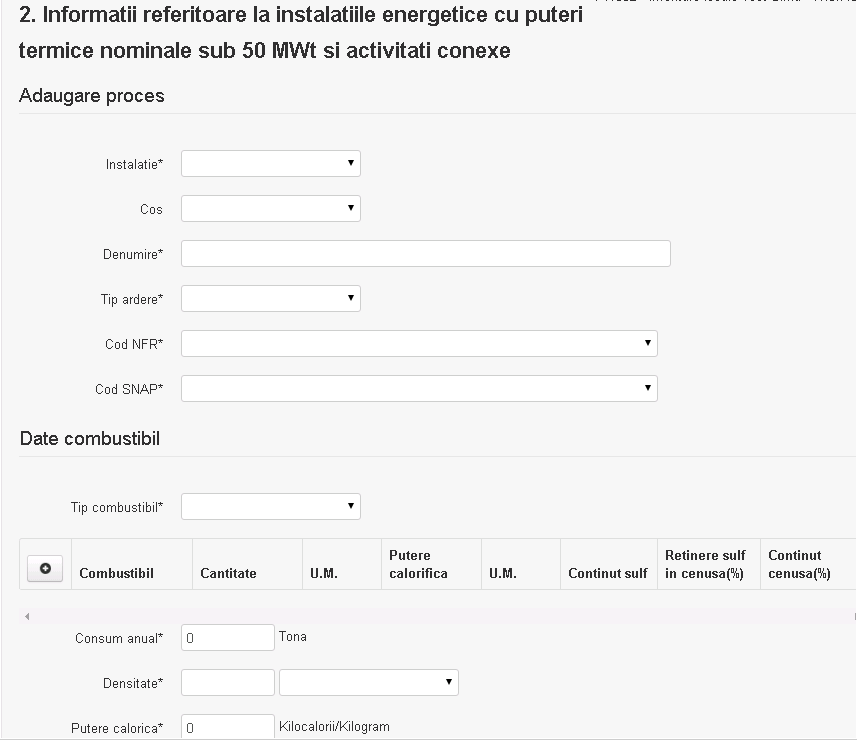 2. Informatii referitoare la instalatiile energetice cu puteri
termice nominale sub 50 MWt si activitati conexe
Adaugare proces
Instalatie*
Cos
Denumire*
Tip ardere*
Cod NFR*
Cod SNAP*
Date combustibil
Tip combustibil*
Combustibil Cantitate U.M. Putere calorifica U.M. Continut sulf Retinere sulf in cenusa(%) Continut cenusa(%)
Consum anual* 0 Tona
Densitate*
Putere calorica* 0 Kilocalorii/Kilogram